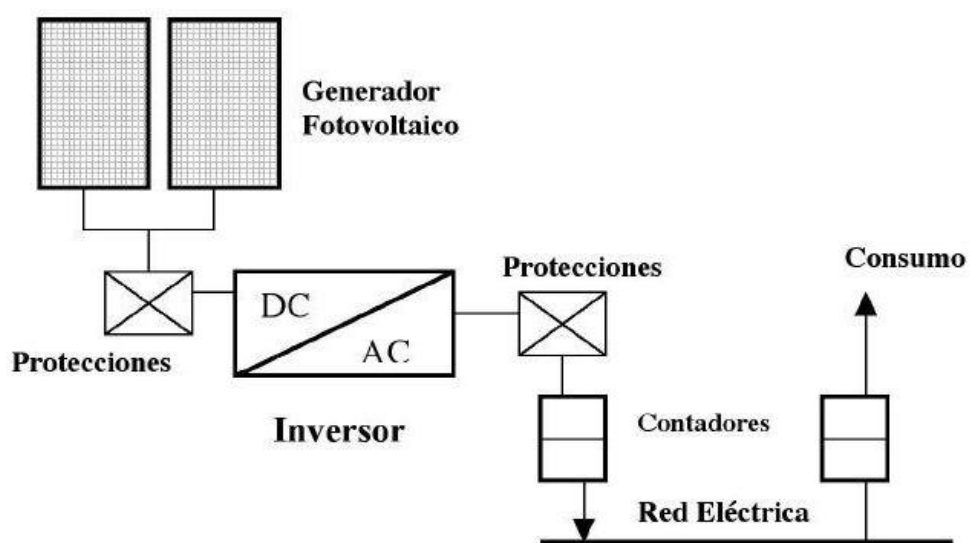 Generador
Fotovoltaico
Protecciones
Consumo
DC
AC
Protecciones
Inversor
Contadores
Red Eléctrica